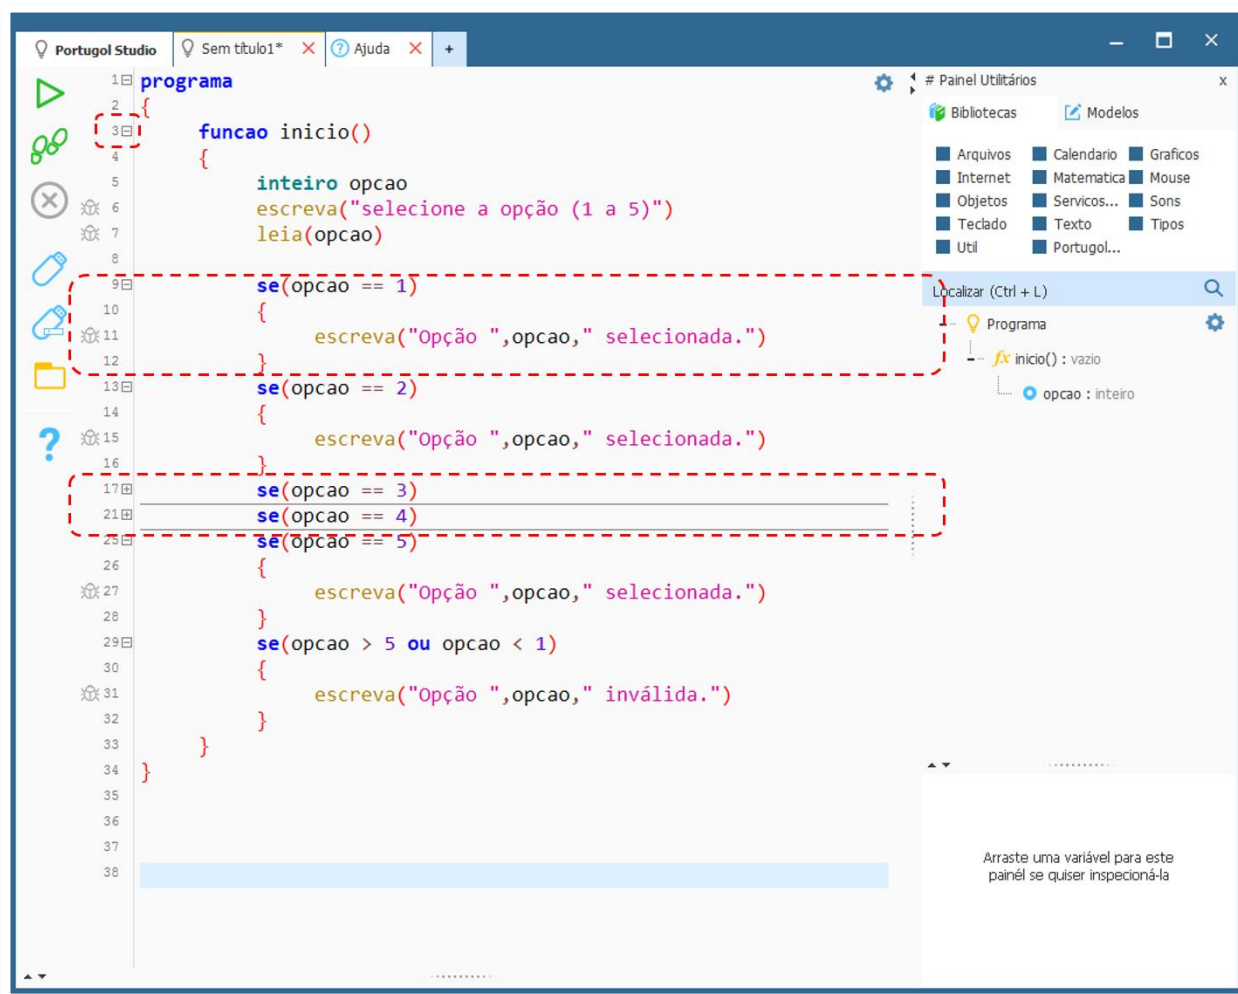 Portugol Studio
Sem título1*
Ajuda
+
1 programa
2 {
3 funcao inicio()
4 {
5 inteiro opcao
6 escreva("selecione a opção (1 a 5)")
7 leia(opcao)
8
9 se(opcao == 1)
10 {
11 escreva("Opção ",opcao," selecionada.")
12 }
13 se(opcao == 2)
14 {
15 escreva("Opção ",opcao," selecionada.")
16 }
17 se(opcao == 3)
21 se(opcao == 4)
25 se(opcao == 5)
26 {
27 escreva("Opção ",opcao," selecionada.")
28 }
29 se(opcao > 5 ou opcao < 1)
30 {
31 escreva("Opção ",opcao," inválida.")
32 }
33 }
34 }
35
36
37
38
# Painel Utilitários x
Bibliotecas Modelos
Arquivos Calendario Graficos
Internet Matematica Mouse
Objetos Servicos... Sons
Teclado Texto Tipos
Util Portugol...
Localizar (Ctrl + L)
Programa
fx inicio() : vazio
opcao : inteiro
Arraste uma variável para este
painél se quiser inspecioná-la